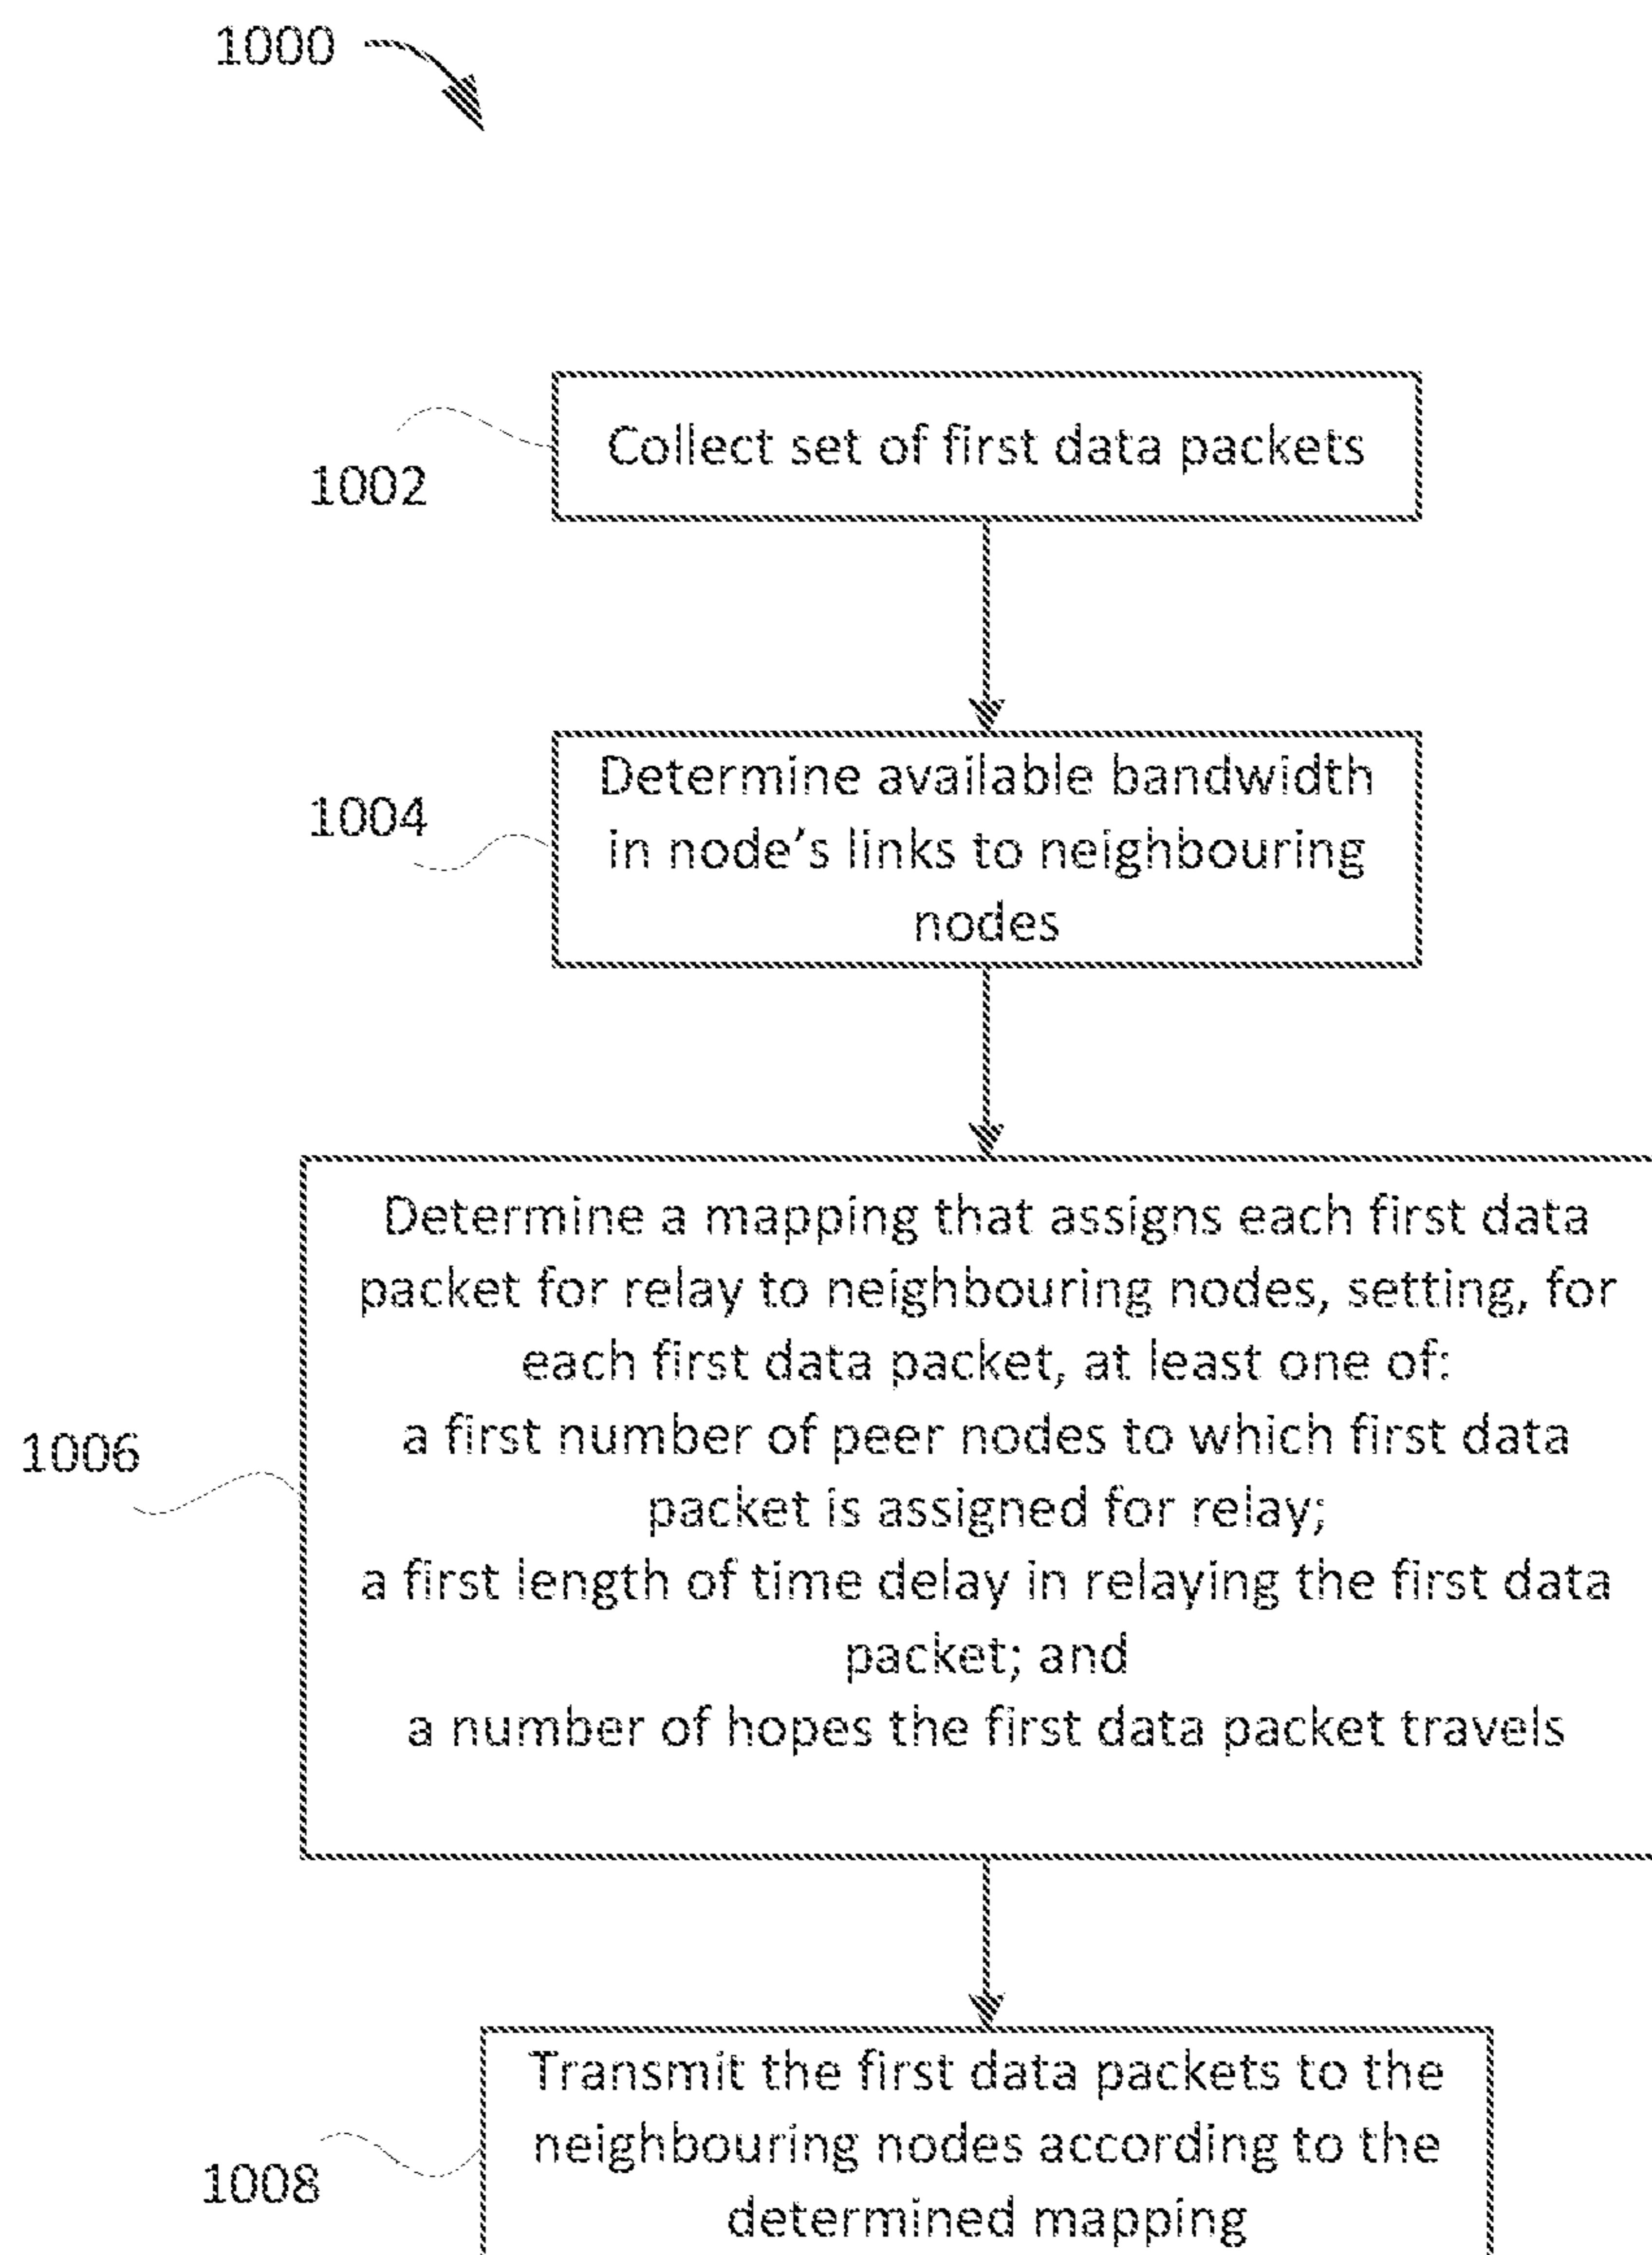 1000
Collect set of first data packets
1002
Determine available bandwidth
in node's links to neighbouring
nodes
1004
Determine a mapping that assigns each first data
packet for relay to neighbouring nodes, setting, for
each first data packet, at least one of:
a first number of peer nodes to which first data
packet is assigned for relay;
a first length of time delay in relaying the first data
packet; and
a number of hopes the first data packet travels
1006
Transmit the first data packets to the
neighbouring nodes according to the
determined mapping
1008